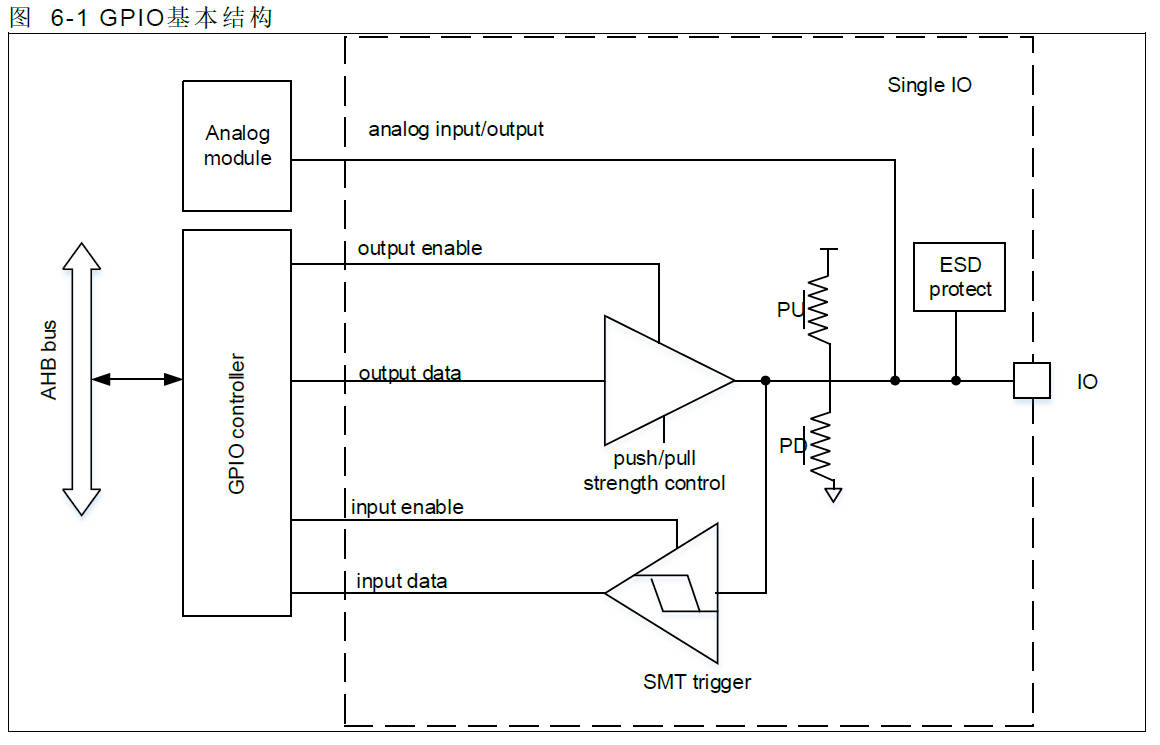 图 6-1 GPIO基本结构
Single IO
Analog
module
analog input/output
output enable
ESD
protect
PU
AHB bus
GPIO controller
output data
IO
PD
push/pull
strength control
input enable
input data
SMT trigger